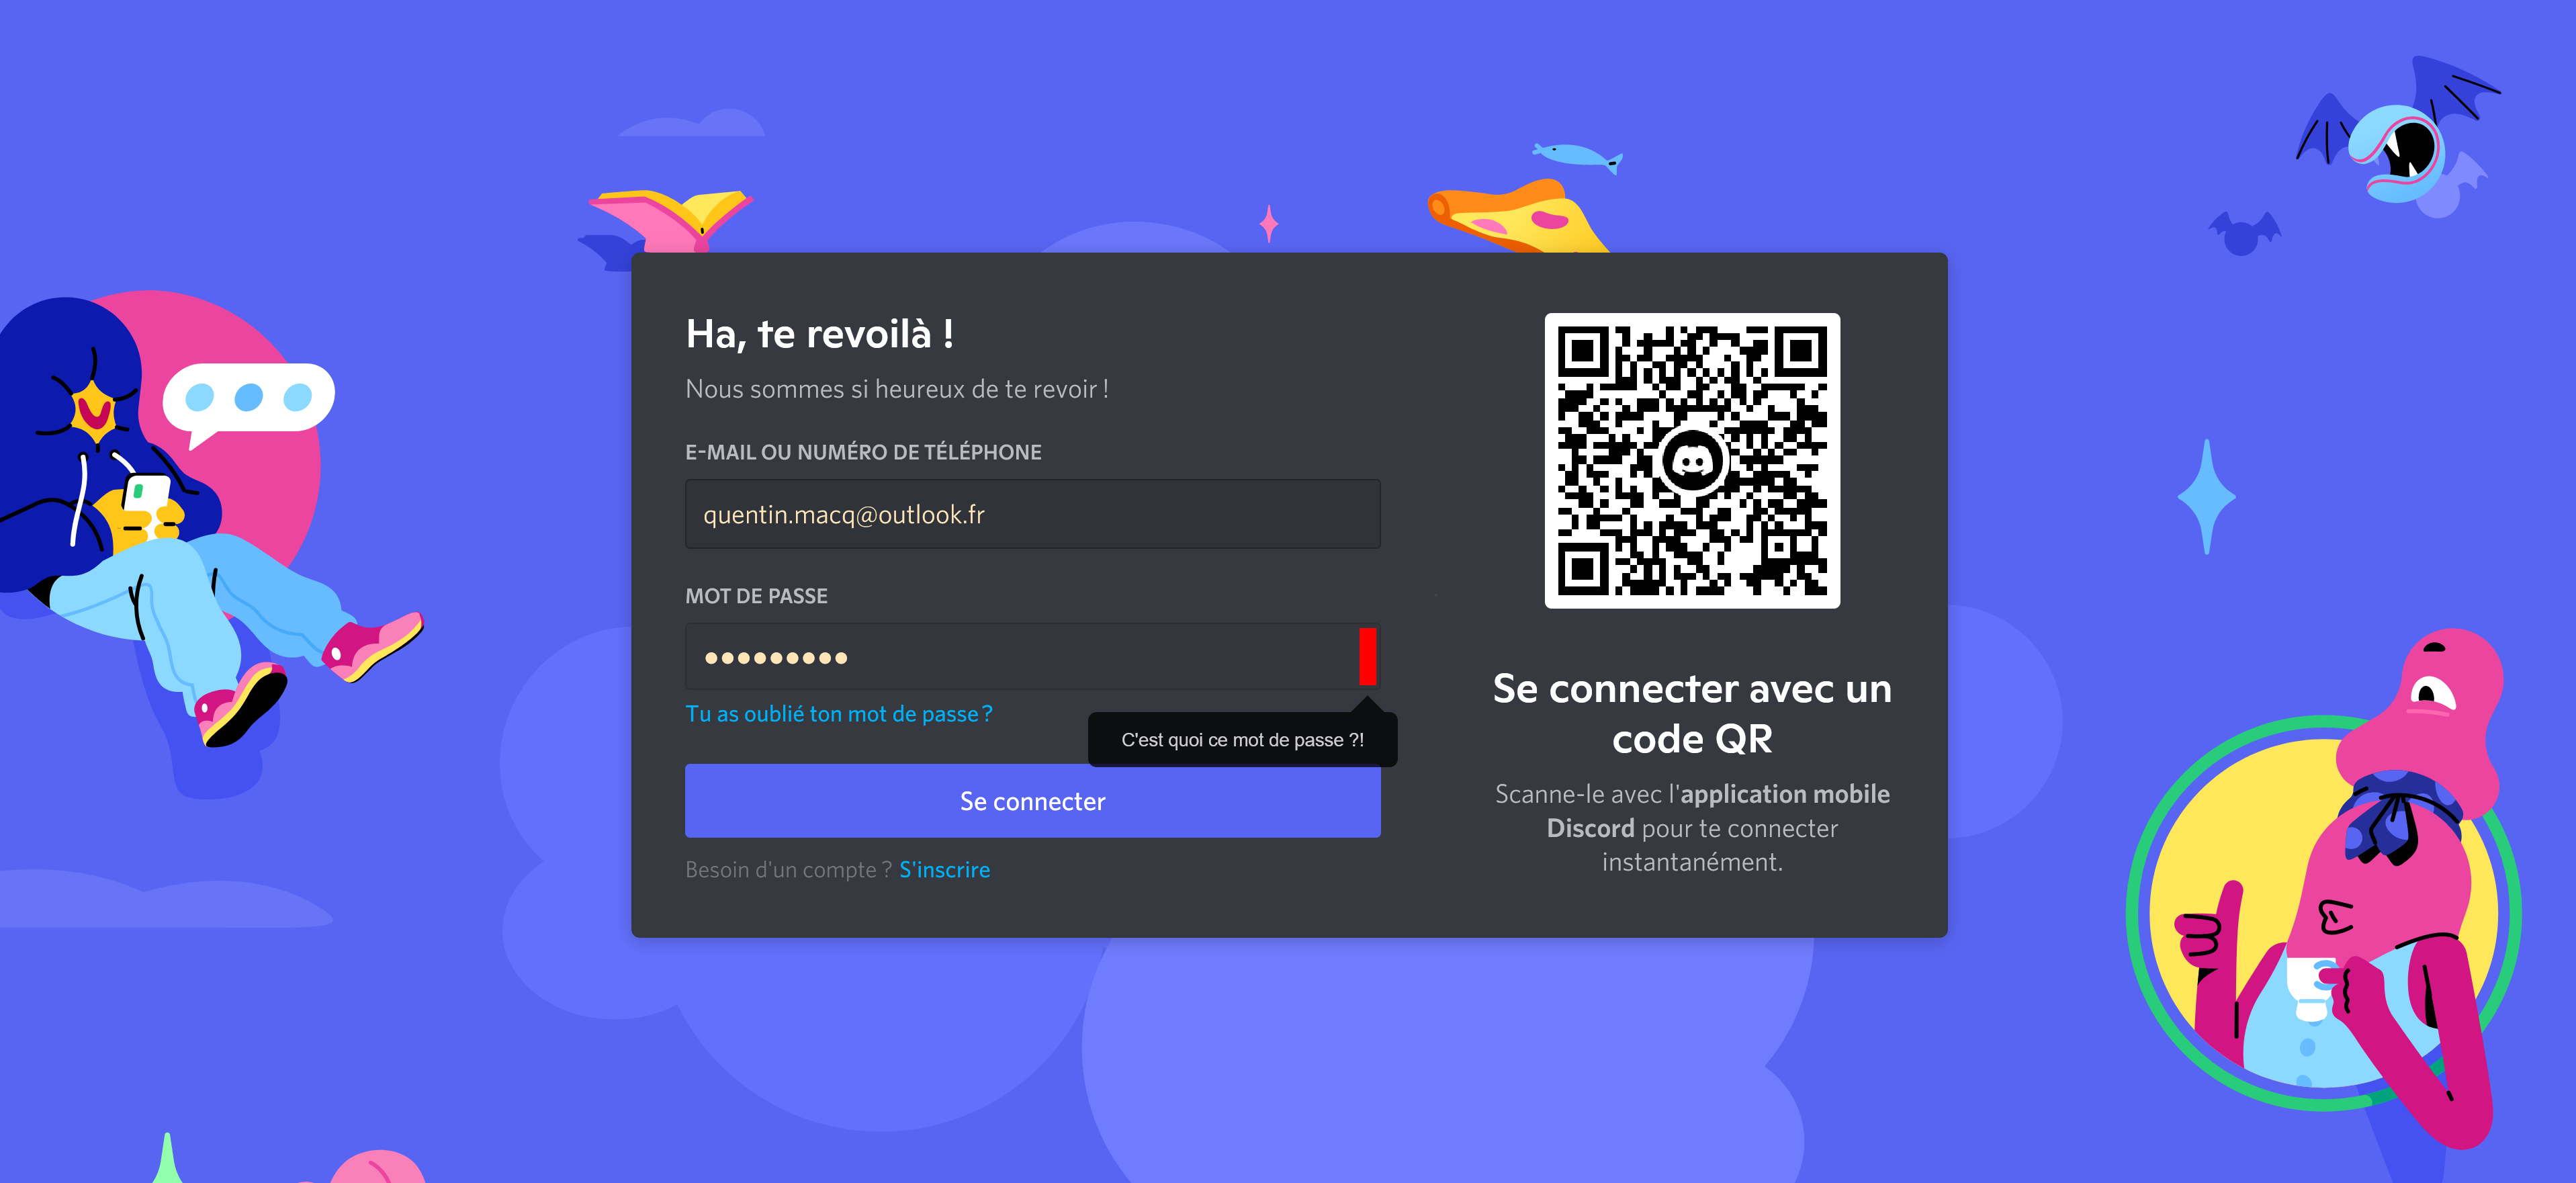 Ha, te revoilà !
Nous sommes si heureux de te revoir !
E-MAIL OU NUMÉRO DE TÉLÉPHONE
quentin.macq@outlook.fr
MOT DE PASSE
Tu as oublié ton mot de passe ?
C'est quoi ce mot de passe ?!
Se connecter
Besoin d'un compte ? S'inscrire
Se connecter avec un
code QR
Scanne-le avec l'application mobile
Discord pour te connecter
instantanément.